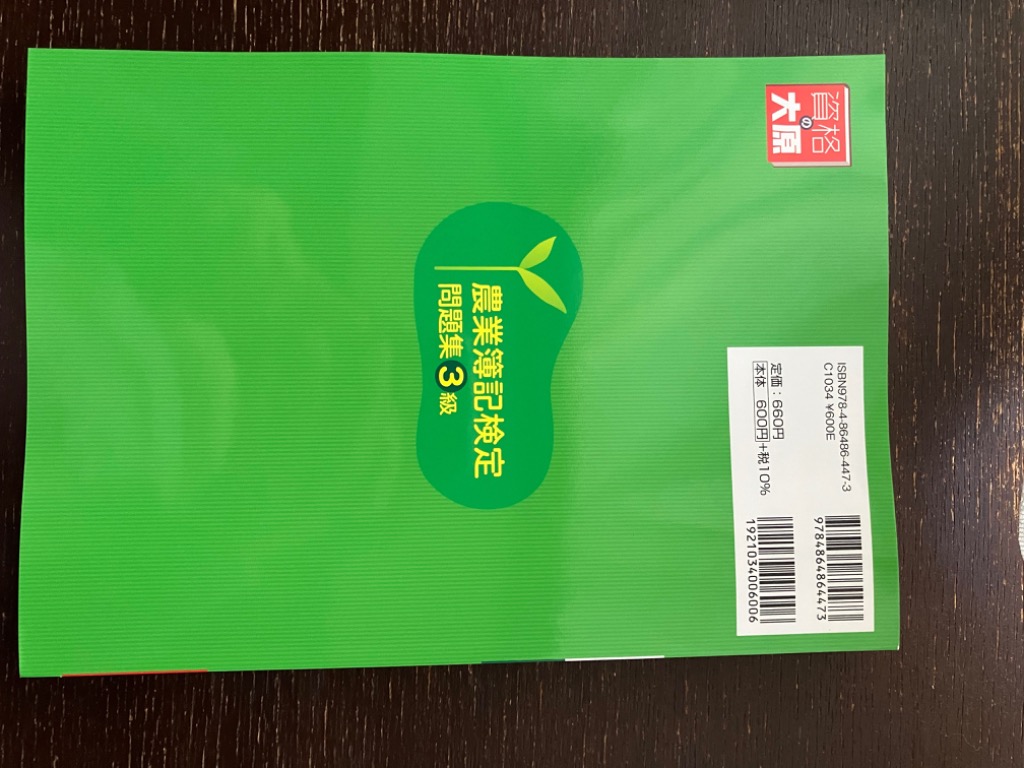 資格
の
大原
農業簿記検定
問題集3級
ISBN978-4-86486-447-3
C1034 ¥600E
定価：660円
本体 600円+税10%
9784864864473
1921034006006